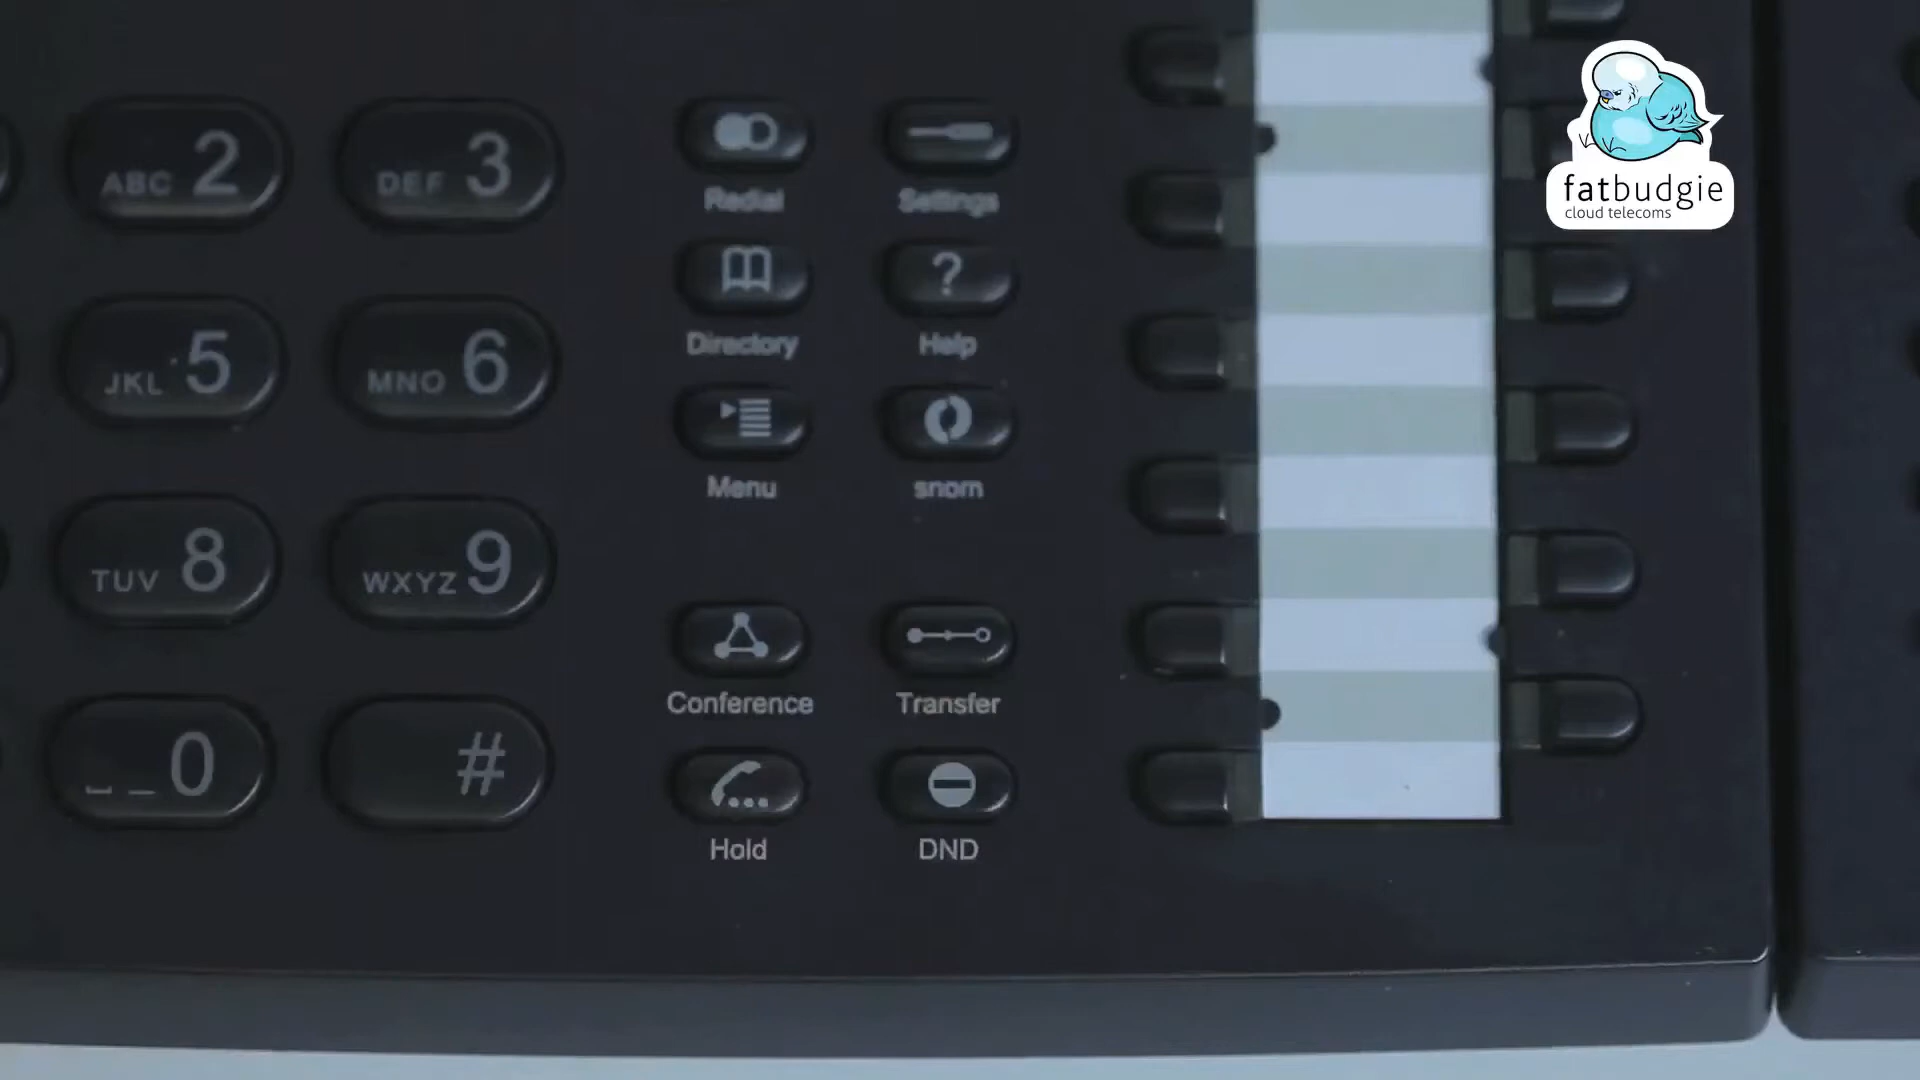 ABC 2
DEF 3
JKL 5
MNO 6
TUV 8
WXYZ 9
0
#
Redial
Settings
Directory
?
Help
Menu
snom
Conference
Transfer
Hold
DND
fatbudgie
cloud telecoms